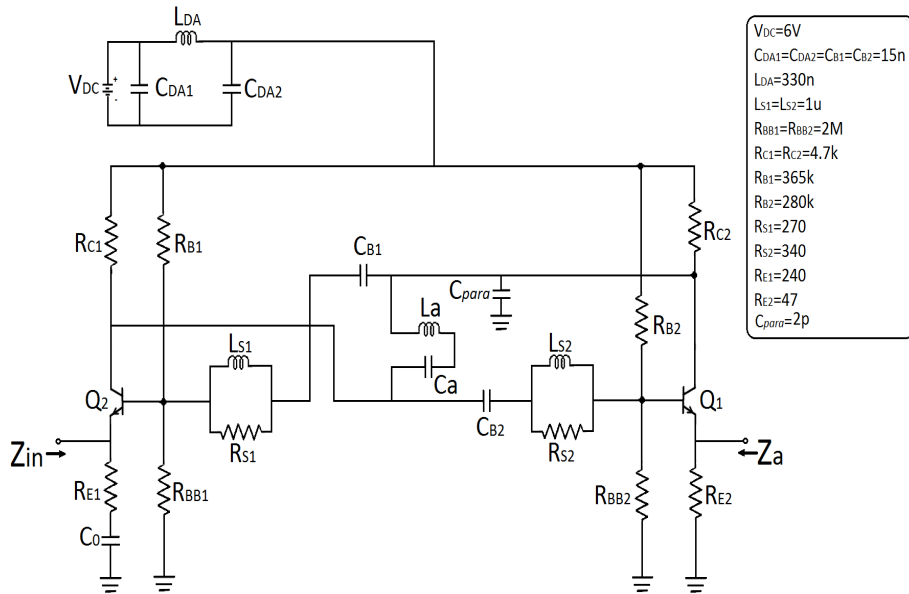 LDA
VDC
+
-
CDA1
CDA2
RC1
RB1
CB1
Cpara
RC2
La
LS1
Ca
RB2
LS2
Q2
Q1
CB2
Zin
RS1
RS2
Za
RE1
RBB1
RBB2
RE2
C0
VDC=6V
CDA1=CDA2=CB1=CB2=15n
LDA=330n
LS1=LS2=1u
RBB1=RBB2=2M
RC1=RC2=4.7k
RB1=365k
RB2=280k
RS1=270
RS2=340
RE1=240
RE2=47
Cpara=2p